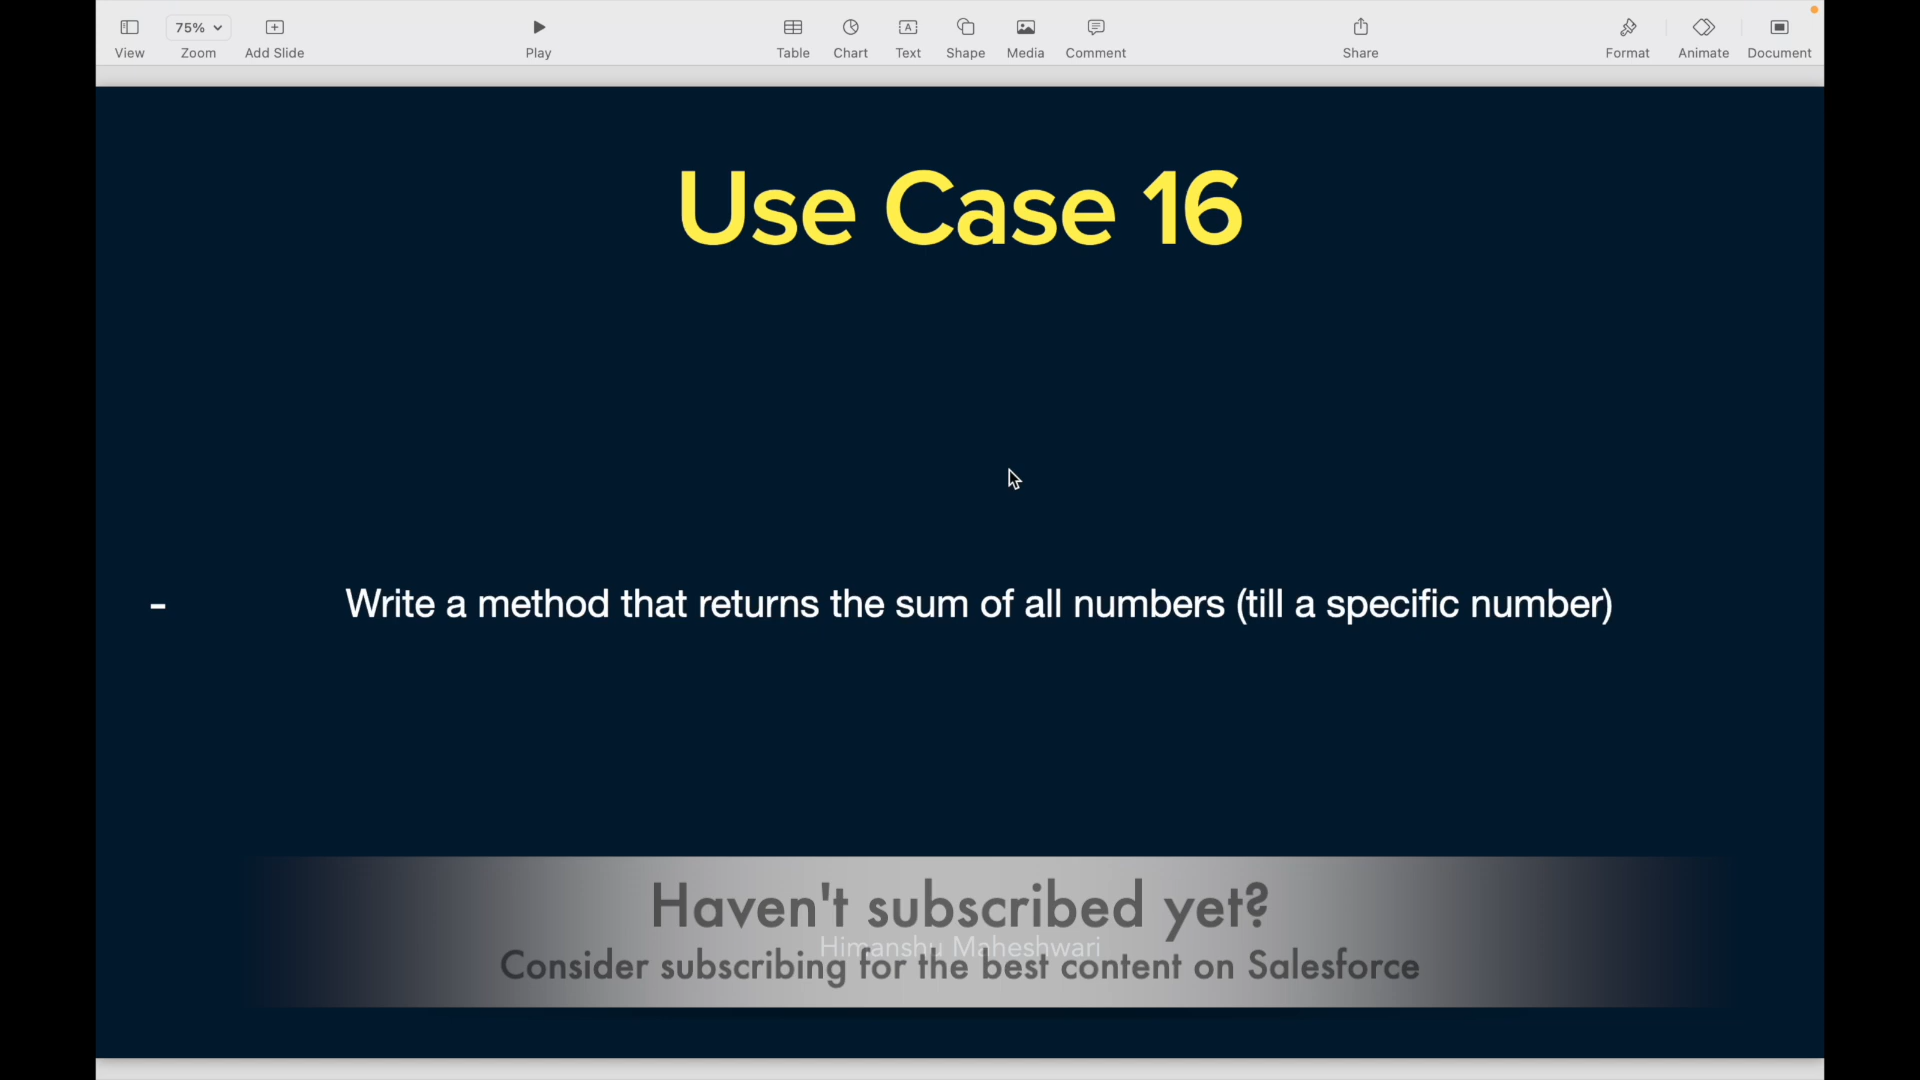 75%
View Zoom Add Slide Play Table Chart Text Shape Media Comment Share Format Animate Document
Use Case 16
- Write a method that returns the sum of all numbers (till a specific number)
Haven't subscribed yet?
Himanshu Maheshwari
Consider subscribing for the best content on Salesforce